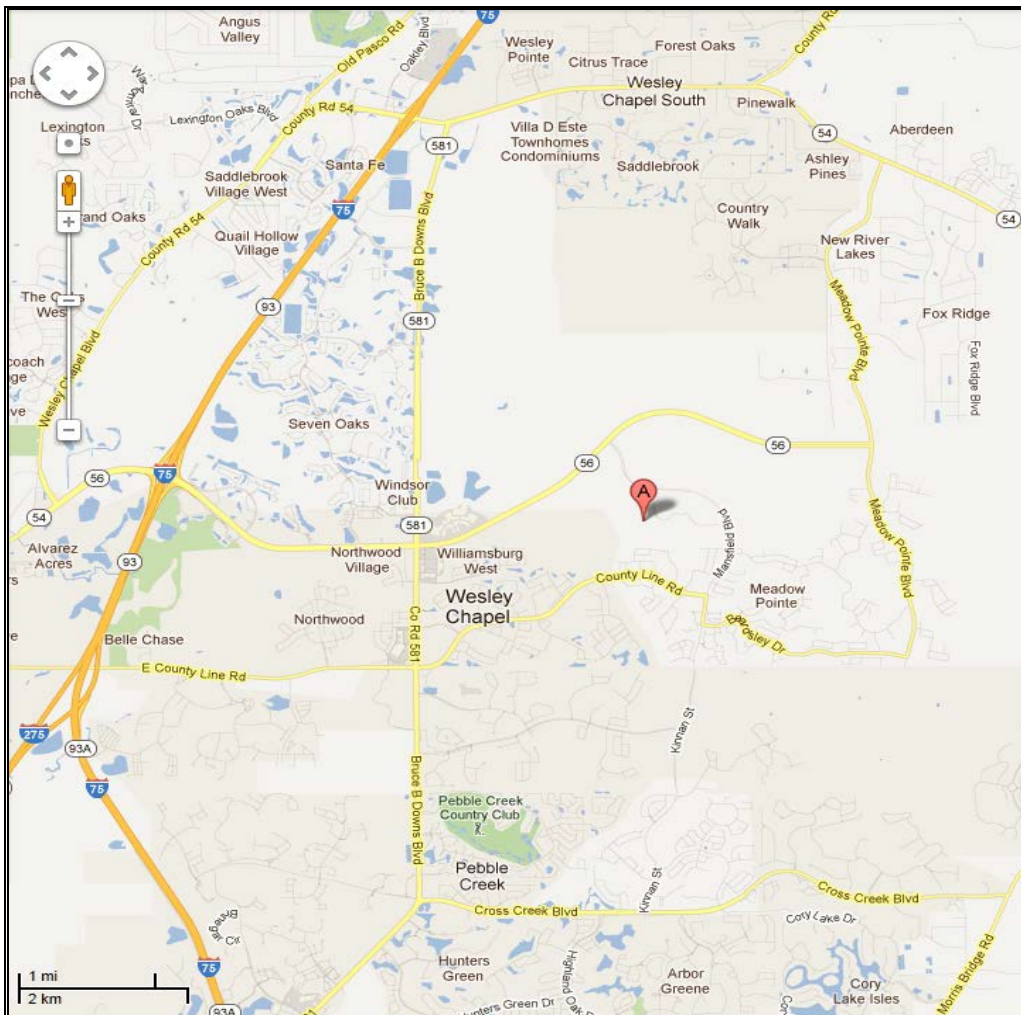 75
Angus
Valley
Old Pasco Rd
Oakley Blvd
Wesley
Pointe
Forest Oaks
County Rd
Citrus Trace
Wesley
Chapel South
Pinewalk
Lexington Oaks Blvd
County Rd 54
Lexington
581
Villa D Este
Townhomes
Condominiums
54
Aberdeen
Santa Fe
Saddlebrook
Ashley
Pines
Saddlebrook
Village West
75
Country
Walk
54
County Rd 54
Quail Hollow
Village
Bruce B Downs Blvd
New River
Lakes
93
581
Meadow Pointe Blvd
Fox Ridge
Fox Ridge Blvd
West
Wesley Chapel Blvd
Seven Oaks
56
56
75
56
54
Windsor
Club
A
581
Mansfield Blvd
Meadow Pointe Blvd
Alvarez
Acres
93
Northwood
Village
Williamsburg
West
County Line Rd
Meadow
Pointe
Wesley
Chapel
Northwood
Co Rd 581
Belle Chase
E County Line Rd
275
93A
75
Kinnan St
Bruce B Downs Blvd
Pebble Creek
Country Club
Pebble
Creek
Kinnan St
Cross Creek Blvd
Cross Creek Blvd
Cory Lake Dr
Hunters
Green
Arbor
Greene
Cory
Lake Isles
Morris Bridge Rd
75
93A
1 mi
2 km